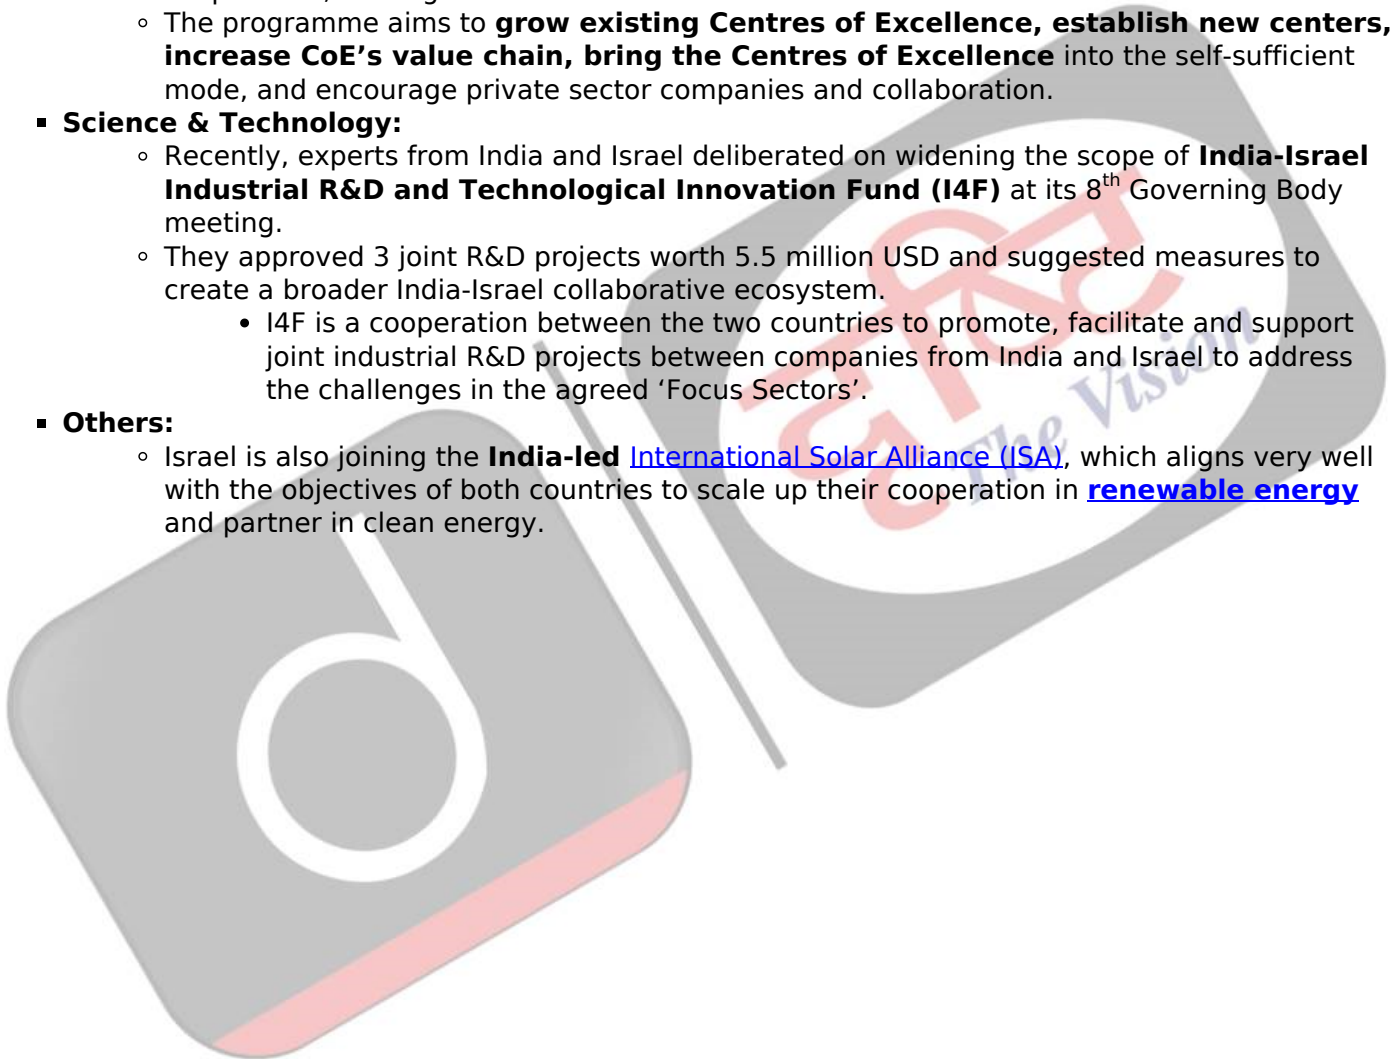 The programme aims to grow existing Centres of Excellence, establish new centers,
increase CoE's value chain, bring the Centres of Excellence into the self-sufficient
mode, and encourage private sector companies and collaboration.
Science & Technology:
Recently, experts from India and Israel deliberated on widening the scope of India-Israel
Industrial R&D and Technological Innovation Fund (I4F) at its 8th Governing Body
meeting.
They approved 3 joint R&D projects worth 5.5 million USD and suggested measures to
create a broader India-Israel collaborative ecosystem.
I4F is a cooperation between the two countries to promote, facilitate and support
joint industrial R&D projects between companies from India and Israel to address
the challenges in the agreed ‘Focus Sectors’.
Others:
Israel is also joining the India-led International Solar Alliance (ISA), which aligns very well
with the objectives of both countries to scale up their cooperation in renewable energy
and partner in clean energy.
दृष्टि
The Vision
d